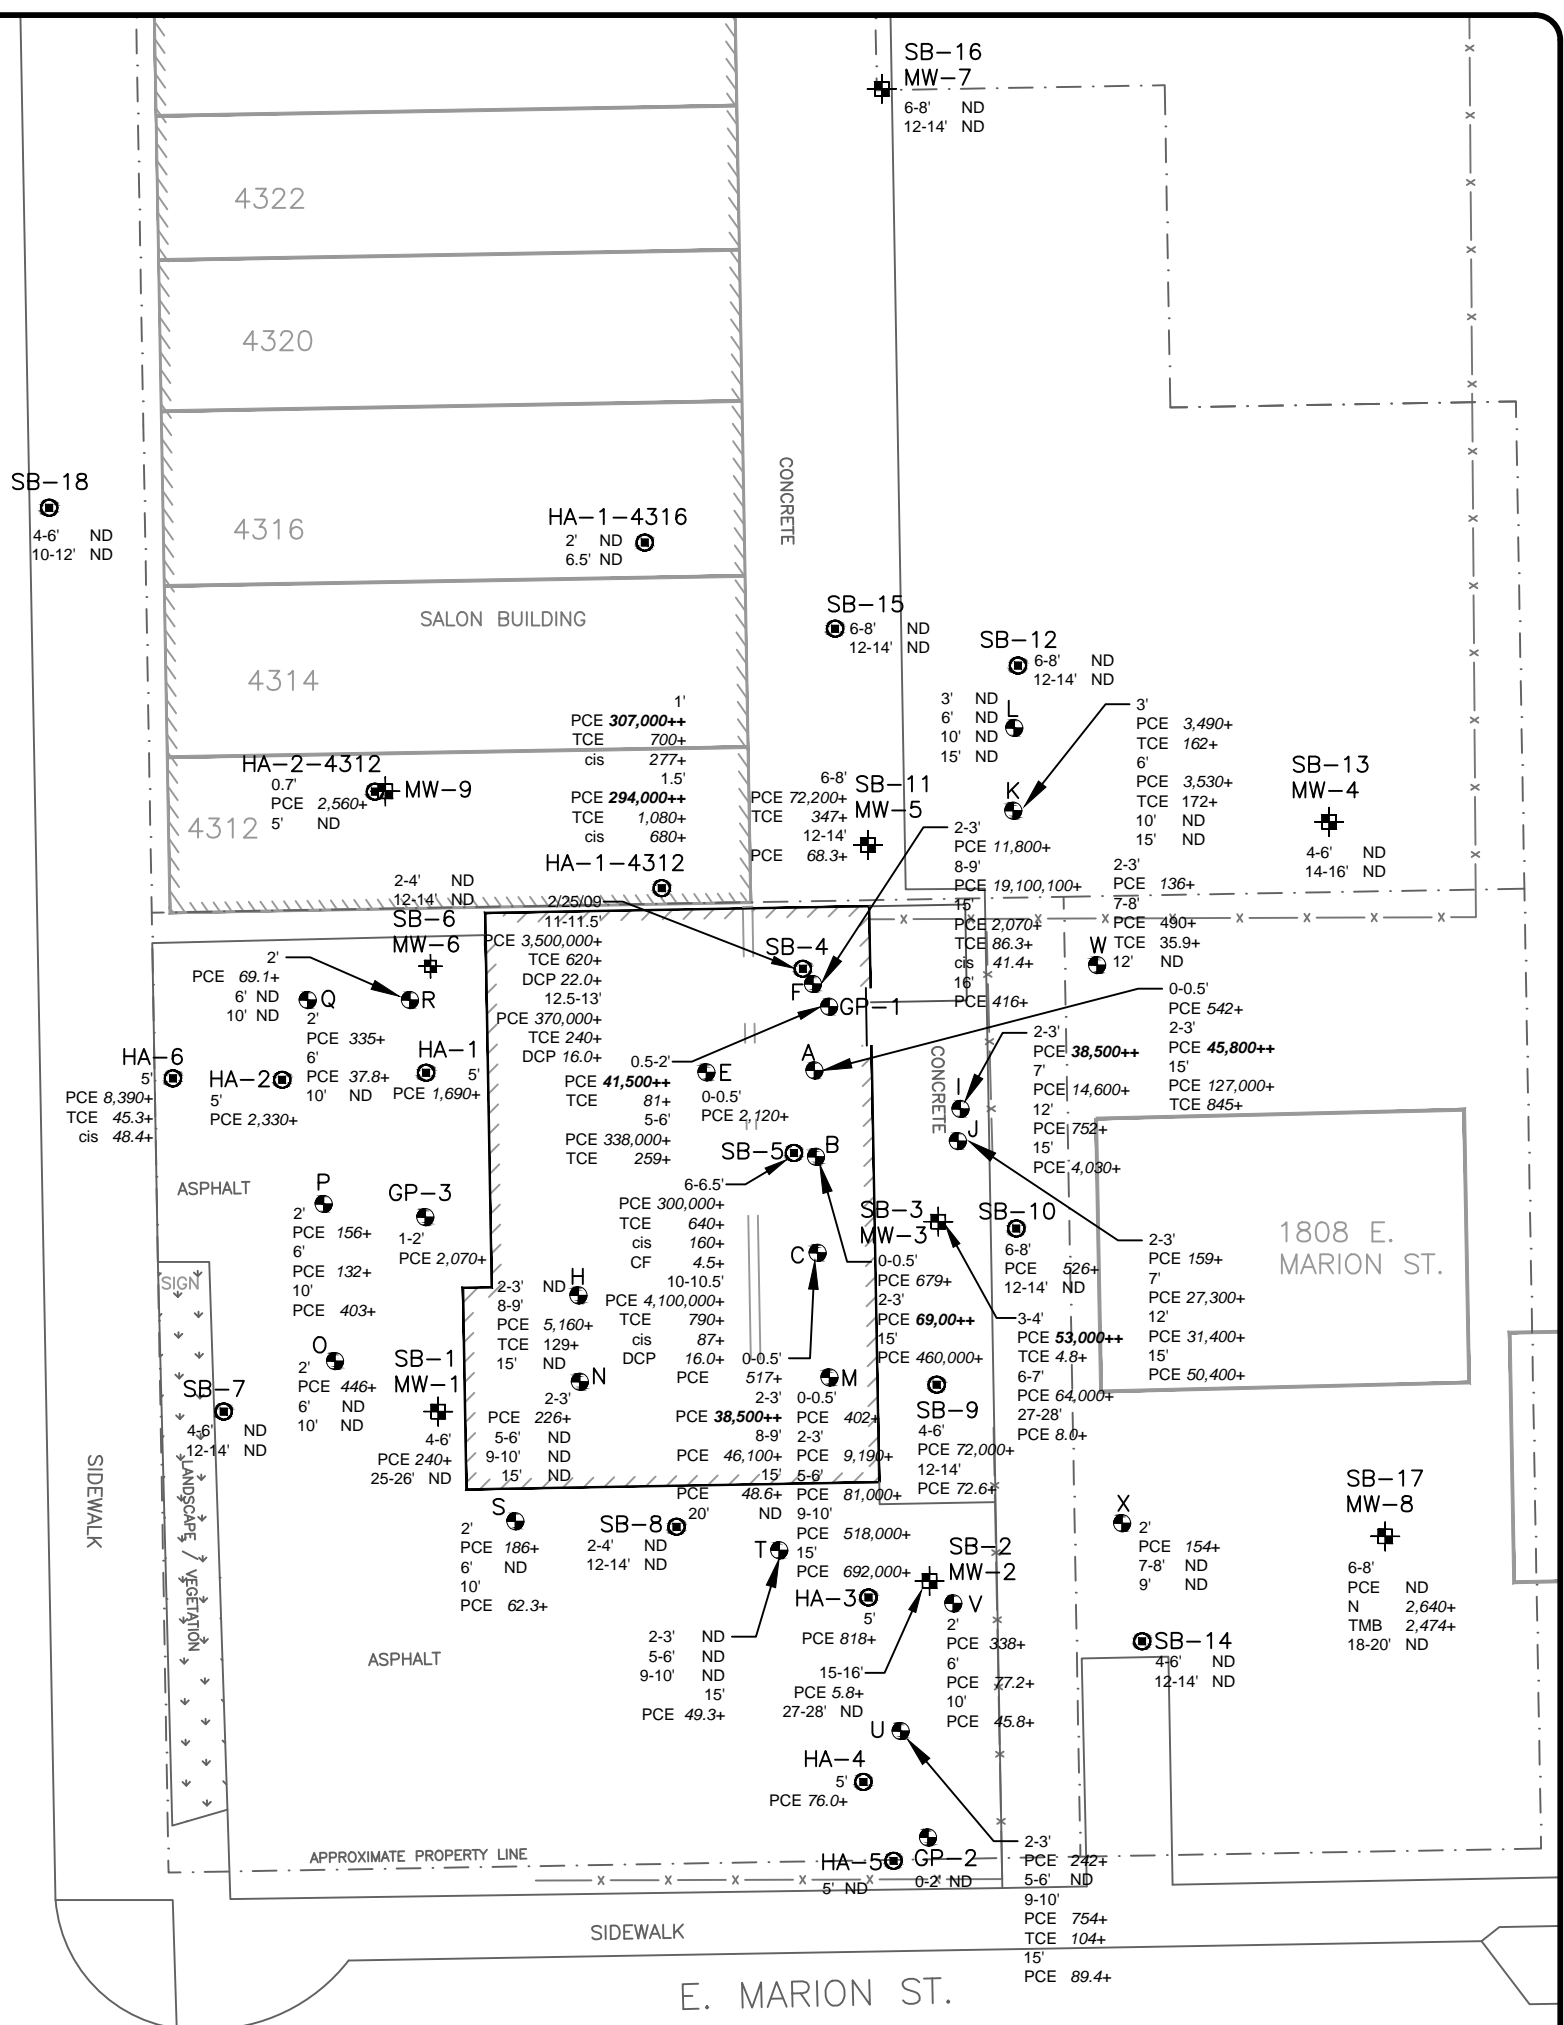 SB-16
MW-7
6-8' ND
12-14' ND
4322
4320
4316
SB-18
4-6' ND
10-12' ND
HA-1-4316
2' ND
6.5' ND
CONCRETE
SALON BUILDING
4314
SB-15
6-8' ND
12-14' ND
SB-12
6-8' ND
12-14' ND
L
3' ND
6' ND
10' ND
15' ND
K
3'
PCE 3,490+
TCE 162+
6'
PCE 3,530+
TCE 172+
10' ND
15' ND
SB-13
MW-4
4-6' ND
14-16' ND
1'
PCE 307,000++
TCE 700+
cis 277+
1.5'
PCE 294,000++
TCE 1,080+
cis 680+
HA-1-4312
HA-2-4312
0.7'
PCE 2,560+
5' ND
MW-9
4312
6-8'
PCE 72,200+
TCE 347+
12-14'
PCE 68.3+
SB-11
MW-5
2-3'
PCE 11,800+
8-9'
PCE 19,100,100+
15'
PCE 2,070+
TCE 86.3+
cis 41.4+
16'
PCE 416+
2-3'
PCE 136+
7-8'
PCE 490+
TCE 35.9+
12' ND
W
2-4' ND
12-14' ND
SB-6
MW-6
2/25/09
11-11.5'
PCE 3,500,000+
TCE 620+
DCP 22.0+
12.5-13'
PCE 370,000+
TCE 240+
DCP 16.0+
SB-4
F
GP-1
2'
PCE 69.1+
6' ND
10' ND
Q
R
2'
PCE 335+
6'
PCE 37.8+
10' ND
HA-6
5'
PCE 8,390+
TCE 45.3+
cis 48.4+
HA-2
5'
PCE 2,330+
HA-1
5'
PCE 1,690+
0.5-2'
PCE 41,500++
TCE 81+
5-6'
PCE 338,000+
TCE 259+
E
0-0.5'
PCE 2,120+
A
0-0.5'
PCE 542+
2-3'
PCE 45,800++
15'
PCE 127,000+
TCE 845+
CONCRETE
I
2-3'
PCE 38,500++
7'
PCE 14,600+
12'
PCE 752+
15'
PCE 4,030+
J
SB-5
B
6-6.5'
PCE 300,000+
TCE 640+
cis 160+
CF 4.5+
10-10.5'
PCE 4,100,000+
TCE 790+
cis 87+
DCP 16.0+
ASPHALT
P
2'
PCE 156+
6'
PCE 132+
10'
PCE 403+
GP-3
1-2'
PCE 2,070+
SB-3
MW-3
SB-10
6-8'
PCE 526+
12-14' ND
1808 E.
MARION ST.
2-3'
PCE 159+
7'
PCE 27,300+
12'
PCE 31,400+
15'
PCE 50,400+
C
0-0.5'
PCE 679+
2-3'
PCE 69,00++
15'
PCE 460,000+
3-4'
PCE 53,000++
TCE 4.8+
6-7'
PCE 64,000+
27-28'
PCE 8.0+
SIGN
H
2-3' ND
8-9'
PCE 5,160+
TCE 129+
15' ND
O
2'
PCE 446+
6' ND
10' ND
SB-1
MW-1
4-6'
PCE 240+
25-26' ND
SB-7
4-6' ND
12-14' ND
N
2-3'
PCE 226+
5-6' ND
9-10' ND
15' ND
0-0.5'
PCE 517+
2-3'
PCE 38,500++
8-9'
PCE 46,100+
15'
PCE 48.6+
20' ND
M
0-0.5'
PCE 402+
2-3'
PCE 9,190+
5-6'
PCE 81,000+
9-10'
PCE 518,000+
15'
PCE 692,000+
SB-9
4-6'
PCE 72,000+
12-14'
PCE 72.6+
SIDEWALK
LANDSCAPE / VEGETATION
S
2'
PCE 186+
6' ND
10'
PCE 62.3+
SB-8
2-4' ND
12-14' ND
T
2-3' ND
5-6' ND
9-10' ND
15'
PCE 49.3+
SB-2
MW-2
15-16'
PCE 5.8+
27-28' ND
HA-3
5'
PCE 818+
V
2'
PCE 338+
6'
PCE 77.2+
10'
PCE 45.8+
X
2'
PCE 154+
7-8' ND
9' ND
SB-17
MW-8
6-8'
PCE ND
N 2,640+
TMB 2,474+
18-20' ND
SB-14
4-6' ND
12-14' ND
ASPHALT
U
HA-4
5'
PCE 76.0+
APPROXIMATE PROPERTY LINE
HA-5
5' ND
GP-2
0-2' ND
2-3'
PCE 242+
5-6' ND
9-10'
PCE 754+
TCE 104+
15'
PCE 89.4+
SIDEWALK
E. MARION ST.